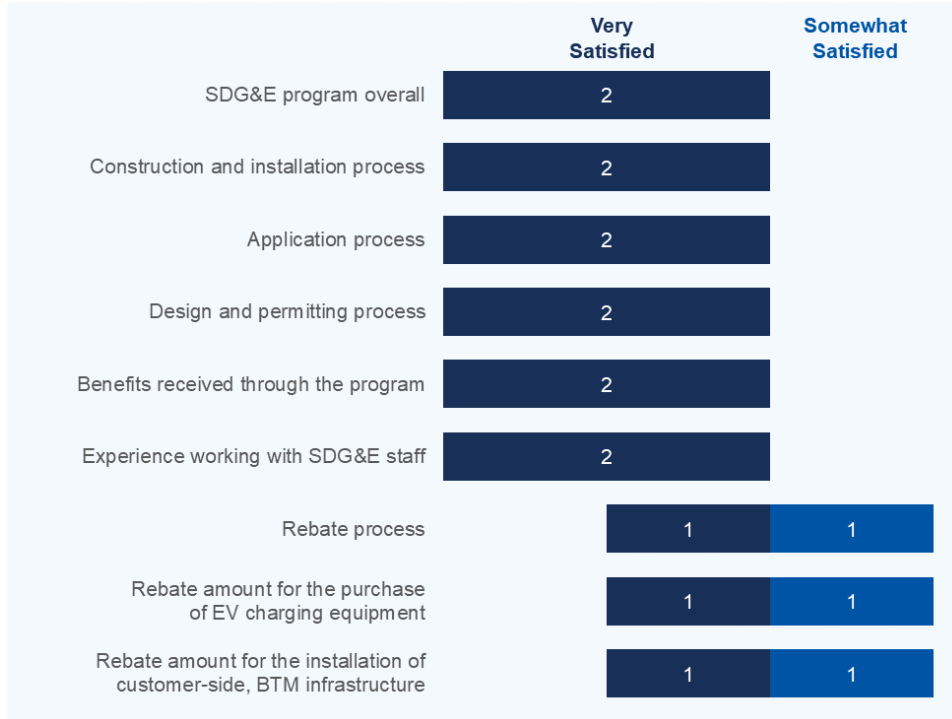 Very
Satisfied
Somewhat
Satisfied
SDG&E program overall
2
Construction and installation process
2
Application process
2
Design and permitting process
2
Benefits received through the program
2
Experience working with SDG&E staff
2
Rebate process
1 1
Rebate amount for the purchase
of EV charging equipment
1 1
Rebate amount for the installation of
customer-side, BTM infrastructure
1 1